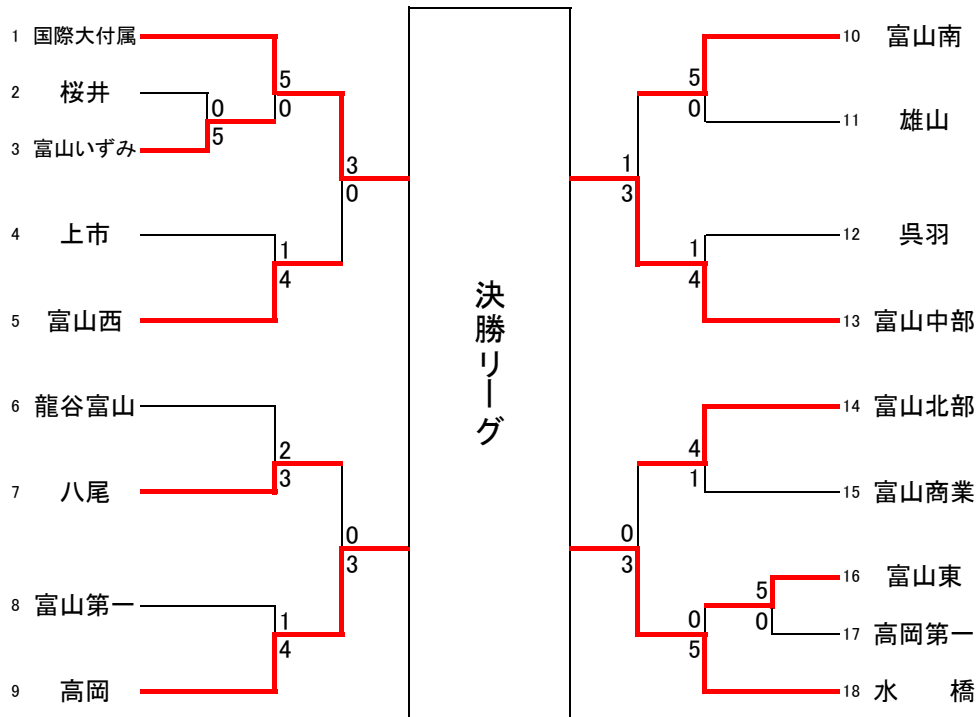 1 国際大付属
2 桜井
3 富山いずみ
4 上市
5 富山西
6 龍谷富山
7 八尾
8 富山第一
9 高岡
5
0
0
5
3
0
1
4
2
3
0
3
1
4
決勝リーグ
5
0
1
3
1
4
4
1
0
3
5
0
0
5
10 富山南
11 雄山
12 呉羽
13 富山中部
14 富山北部
15 富山商業
16 富山東
17 高岡第一
18 水 橋